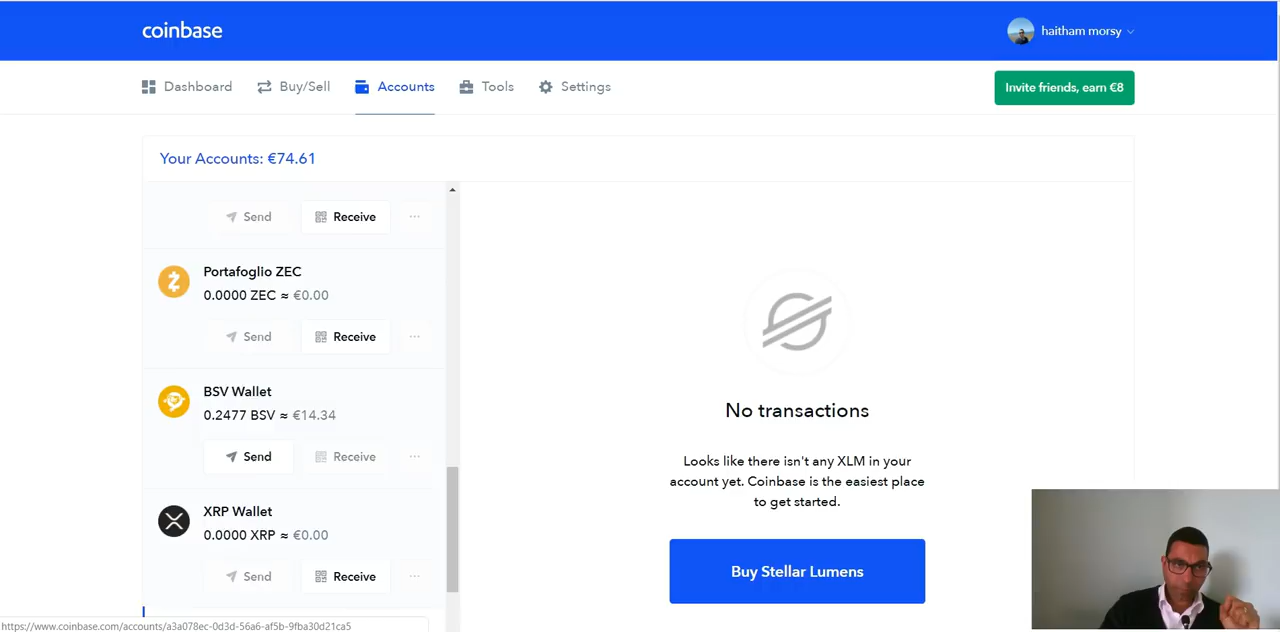 coinbase
haitham morsy
Dashboard
Buy/Sell
Accounts
Tools
Settings
Invite friends, earn €8
Your Accounts: €74.61
Send
Receive
Portafoglio ZEC
0.0000 ZEC ≈ €0.00
Send
Receive
BSV Wallet
0.2477 BSV ≈ €14.34
Send
Receive
XRP Wallet
0.0000 XRP ≈ €0.00
Send
Receive
No transactions
Looks like there isn't any XLM in your
account yet. Coinbase is the easiest place
to get started.
Buy Stellar Lumens
https://www.coinbase.com/accounts/a3a078ec-0d3d-56a6-af5b-9fba30d21ca5